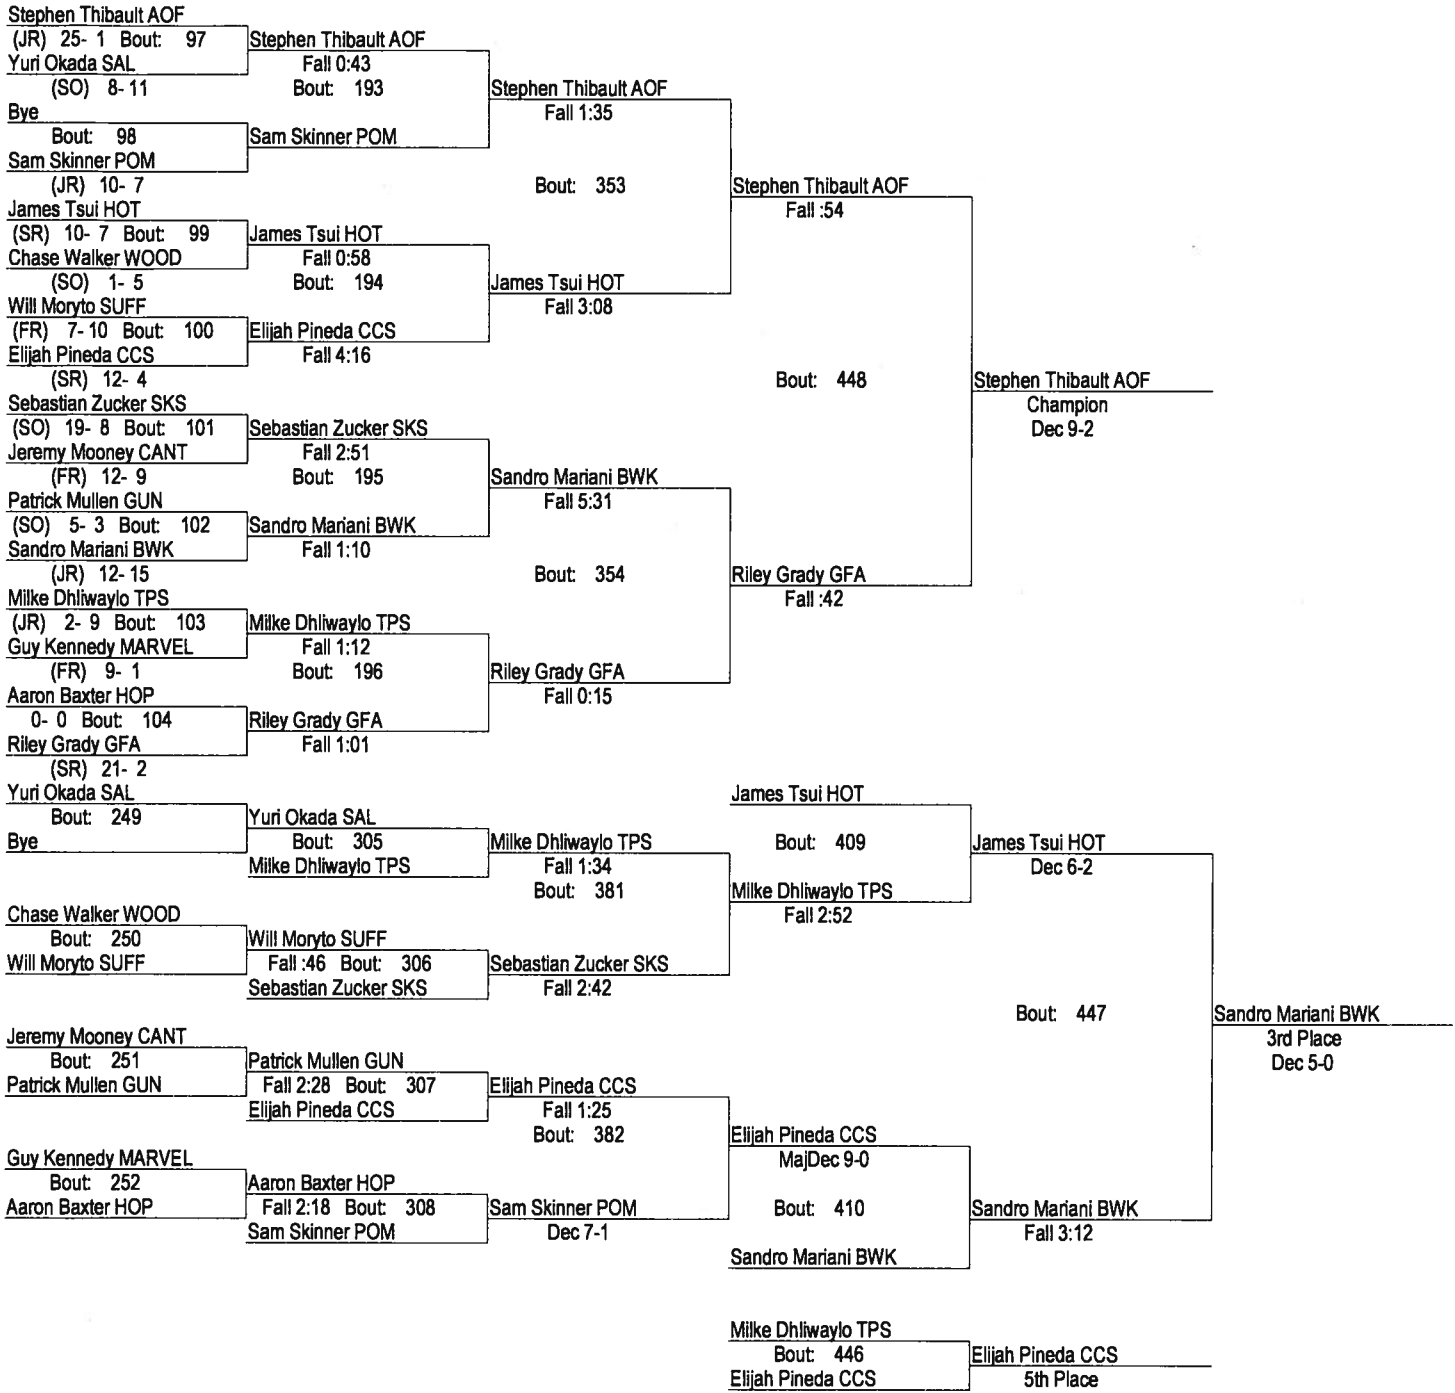 Stephen Thibault AOF
(JR) 25- 1 Bout: 97
Yuri Okada SAL
(SO) 8- 11
Bye
Bout: 98
Sam Skinner POM
(JR) 10- 7
James Tsui HOT
(SR) 10- 7 Bout: 99
Chase Walker WOOD
(SO) 1- 5
Will Moryto SUFF
(FR) 7- 10 Bout: 100
Elijah Pineda CCS
(SR) 12- 4
Sebastian Zucker SKS
(SO) 19- 8 Bout: 101
Jeremy Mooney CANT
(FR) 12- 9
Patrick Mullen GUN
(SO) 5- 3 Bout: 102
Sandro Mariani BWK
(JR) 12- 15
Milke Dhliwaylo TPS
(JR) 2- 9 Bout: 103
Guy Kennedy MARVEL
(FR) 9- 1
Aaron Baxter HOP
0- 0 Bout: 104
Riley Grady GFA
(SR) 21- 2
Stephen Thibault AOF
Fall 0:43
Bout: 193
Sam Skinner POM
James Tsui HOT
Fall 0:58
Bout: 194
Elijah Pineda CCS
Fall 4:16
Sebastian Zucker SKS
Fall 2:51
Bout: 195
Sandro Mariani BWK
Fall 1:10
Milke Dhliwaylo TPS
Fall 1:12
Bout: 196
Riley Grady GFA
Fall 1:01
Stephen Thibault AOF
Fall 1:35
Bout: 353
James Tsui HOT
Fall 3:08
Sandro Mariani BWK
Fall 5:31
Bout: 354
Riley Grady GFA
Fall 0:15
Stephen Thibault AOF
Fall :54
Bout: 448
Riley Grady GFA
Fall :42
Stephen Thibault AOF
Champion
Dec 9-2
Yuri Okada SAL
Bout: 249
Bye
Chase Walker WOOD
Bout: 250
Will Moryto SUFF
Jeremy Mooney CANT
Bout: 251
Patrick Mullen GUN
Guy Kennedy MARVEL
Bout: 252
Aaron Baxter HOP
Yuri Okada SAL
Bout: 305
Milke Dhliwaylo TPS
Will Moryto SUFF
Fall :46 Bout: 306
Sebastian Zucker SKS
Patrick Mullen GUN
Fall 2:28 Bout: 307
Elijah Pineda CCS
Aaron Baxter HOP
Fall 2:18 Bout: 308
Sam Skinner POM
Milke Dhliwaylo TPS
Fall 1:34
Bout: 381
Sebastian Zucker SKS
Fall 2:42
Elijah Pineda CCS
Fall 1:25
Bout: 382
Sam Skinner POM
Dec 7-1
James Tsui HOT
Bout: 409
Milke Dhliwaylo TPS
Fall 2:52
Elijah Pineda CCS
MajDec 9-0
Bout: 410
Sandro Mariani BWK
James Tsui HOT
Dec 6-2
Bout: 447
Sandro Mariani BWK
Fall 3:12
Sandro Mariani BWK
3rd Place
Dec 5-0
Milke Dhliwaylo TPS
Bout: 446
Elijah Pineda CCS
Elijah Pineda CCS
5th Place